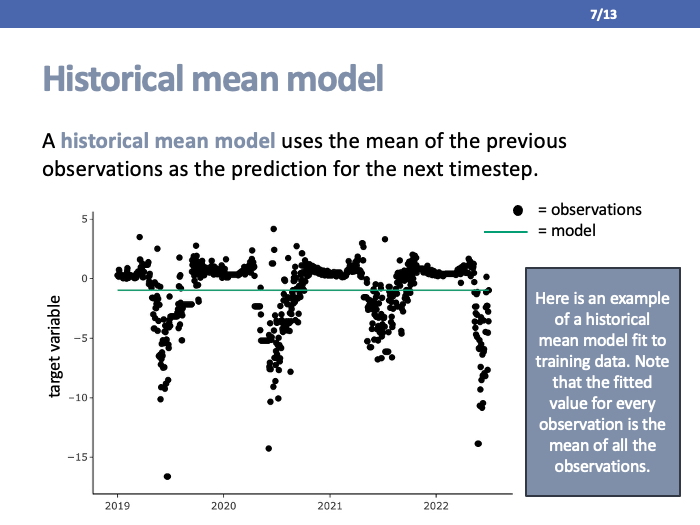 7/13
Historical mean model
A historical mean model uses the mean of the previous
observations as the prediction for the next timestep.
= observations
= model
5
0
−5
−10
−15
target variable
2019
2020
2021
2022
Here is an example
of a historical
mean model fit to
training data. Note
that the fitted
value for every
observation is the
mean of all the
observations.